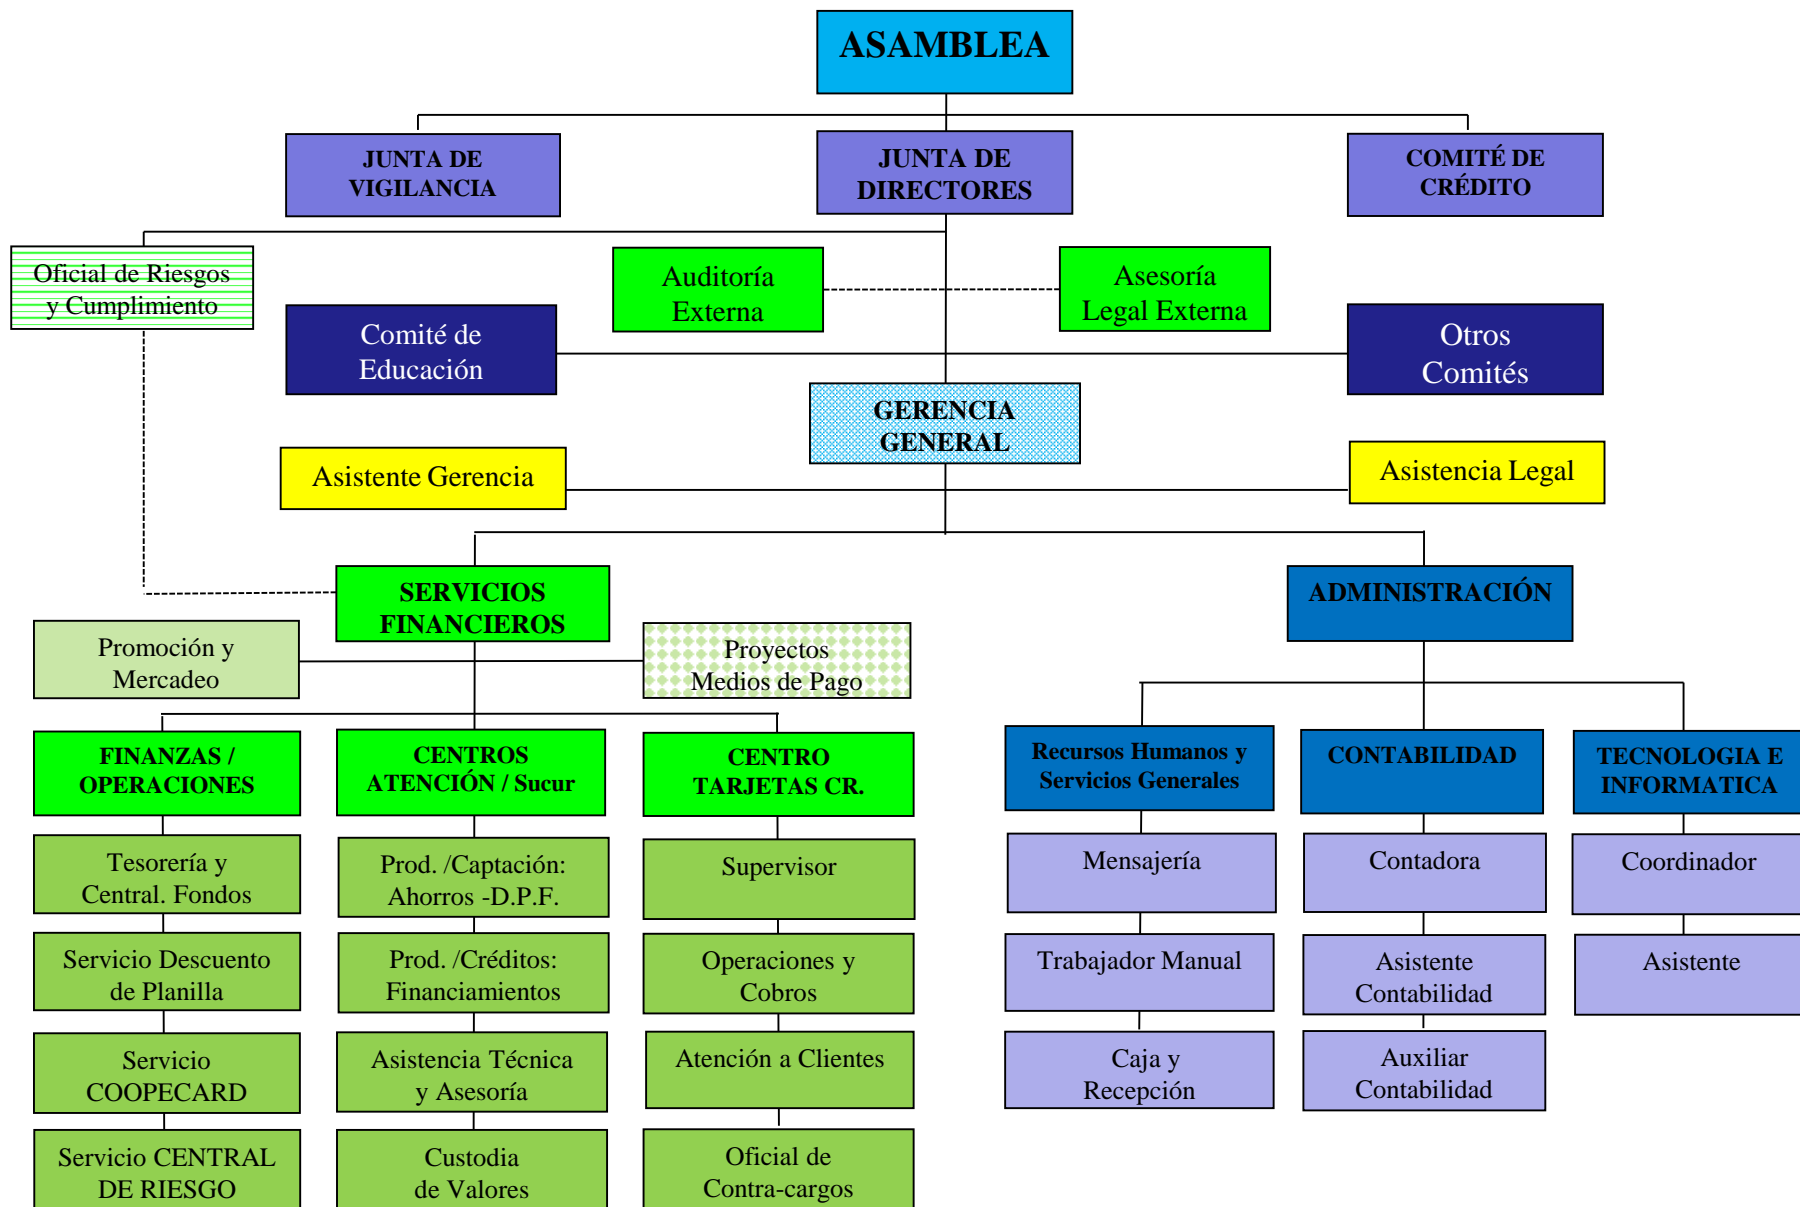 ASAMBLEA
JUNTA DE
VIGILANCIA
JUNTA DE
DIRECTORES
COMITÉ DE
CRÉDITO
Oficial de Riesgos
y Cumplimiento
Auditoría
Externa
Asesoría
Legal Externa
Comité de
Educación
Otros
Comités
GERENCIA
GENERAL
Asistente Gerencia
Asistencia Legal
SERVICIOS
FINANCIEROS
ADMINISTRACIÓN
Promoción y
Mercadeo
Proyectos
Medios de Pago
FINANZAS /
OPERACIONES
CENTROS
ATENCIÓN / Sucur
CENTRO
TARJETAS CR.
Recursos Humanos y
Servicios Generales
CONTABILIDAD
TECNOLOGIA E
INFORMATICA
Tesorería y
Central. Fondos
Prod. /Captación:
Ahorros -D.P.F.
Supervisor
Mensajería
Contadora
Coordinador
Servicio Descuento
de Planilla
Prod. /Créditos:
Financiamientos
Operaciones y
Cobros
Trabajador Manual
Asistente
Contabilidad
Asistente
Servicio
COOPECARD
Asistencia Técnica
y Asesoría
Atención a Clientes
Caja y
Recepción
Auxiliar
Contabilidad
Servicio CENTRAL
DE RIESGO
Custodia
de Valores
Oficial de
Contra-cargos